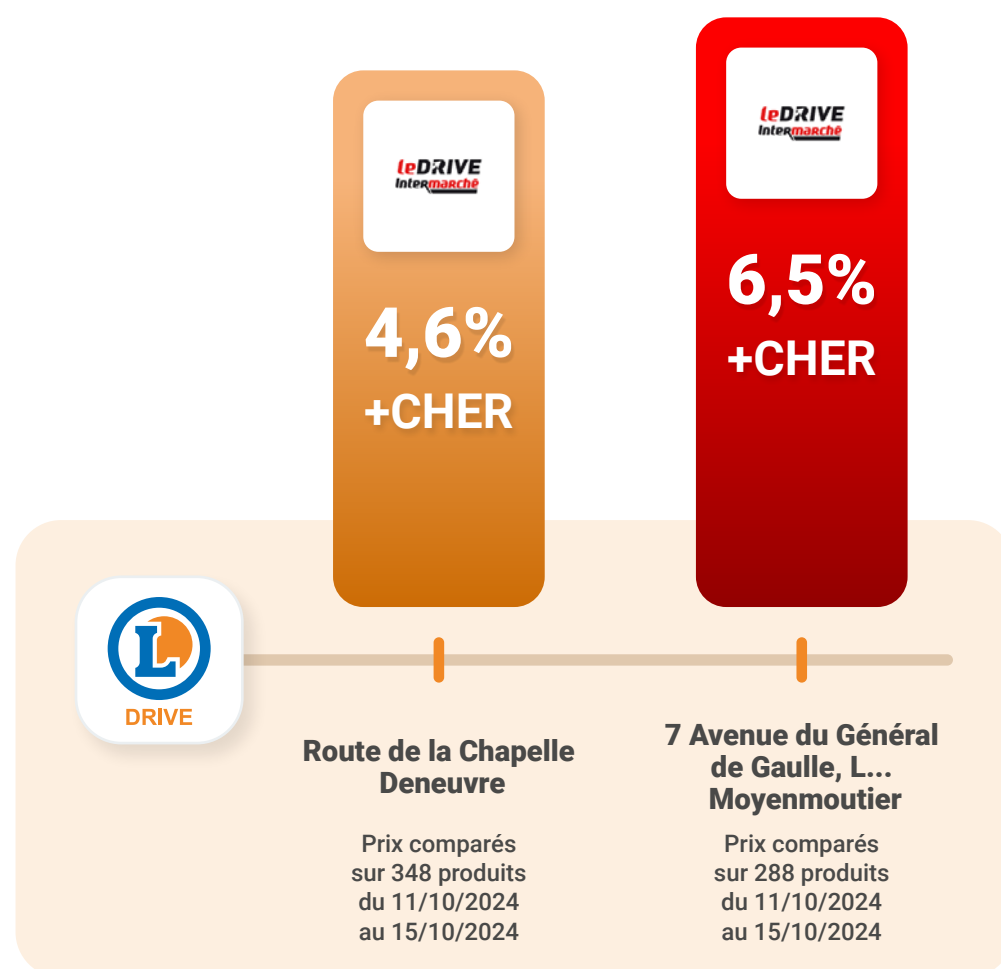 leDRIVE
Intermarché
4,6%
+CHER
leDRIVE
Intermarché
6,5%
+CHER
L
DRIVE
Route de la Chapelle
Deneuvre
Prix comparés
sur 348 produits
du 11/10/2024
au 15/10/2024
7 Avenue du Général
de Gaulle, L...
Moyenmoutier
Prix comparés
sur 288 produits
du 11/10/2024
au 15/10/2024